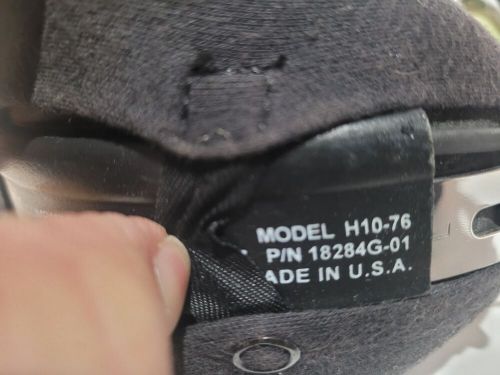 MODEL H10-76
P/N 18284G-01
ADE IN U.S.A.